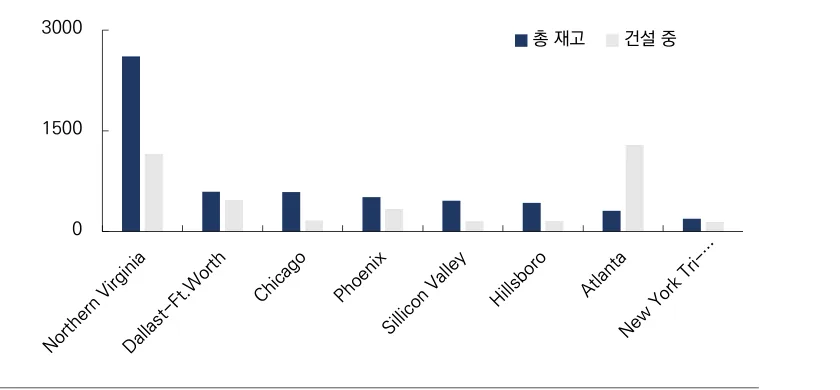 3000
총 재고
건설 중
1500
0
Northern Virginia
Dallast-Ft.Worth
Chicago
Phoenix
Sillicon Valley
Hillsboro
Atlanta
New York Tri-…